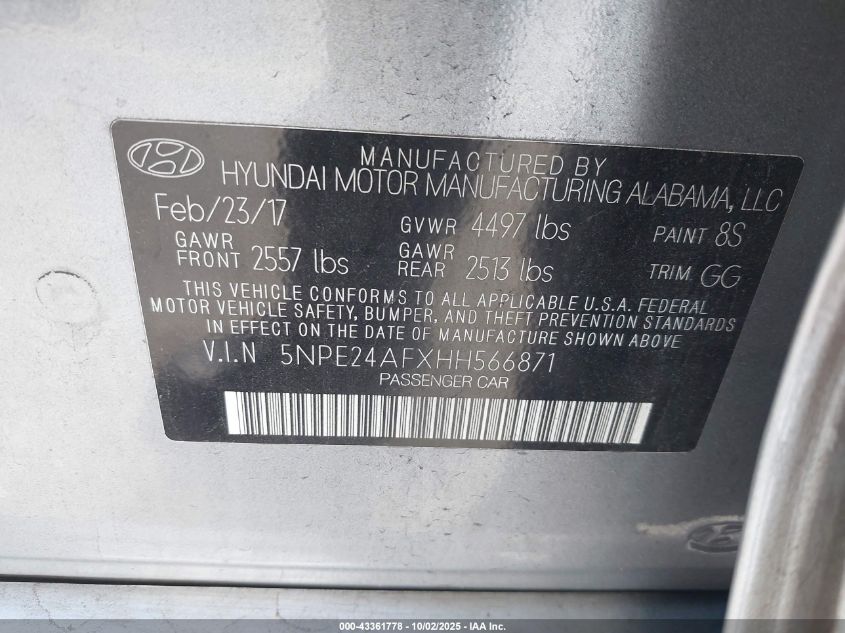 MANUFACTURED BY
HYUNDAI MOTOR MANUFACTURING ALABAMA, LLC
Feb/23/17 GVWR 4497 lbs PAINT 8S
GAWR FRONT 2557 lbs GAWR REAR 2513 lbs TRIM GG
THIS VEHICLE CONFORMS TO ALL APPLICABLE U.S.A. FEDERAL
MOTOR VEHICLE SAFETY, BUMPER, AND THEFT PREVENTION STANDARDS
IN EFFECT ON THE DATE OF MANUFACTURE SHOWN ABOVE
V.I.N 5NPE24AFXHH566871
PASSENGER CAR
000-43361778 - 10/02/2025 - IAA Inc.